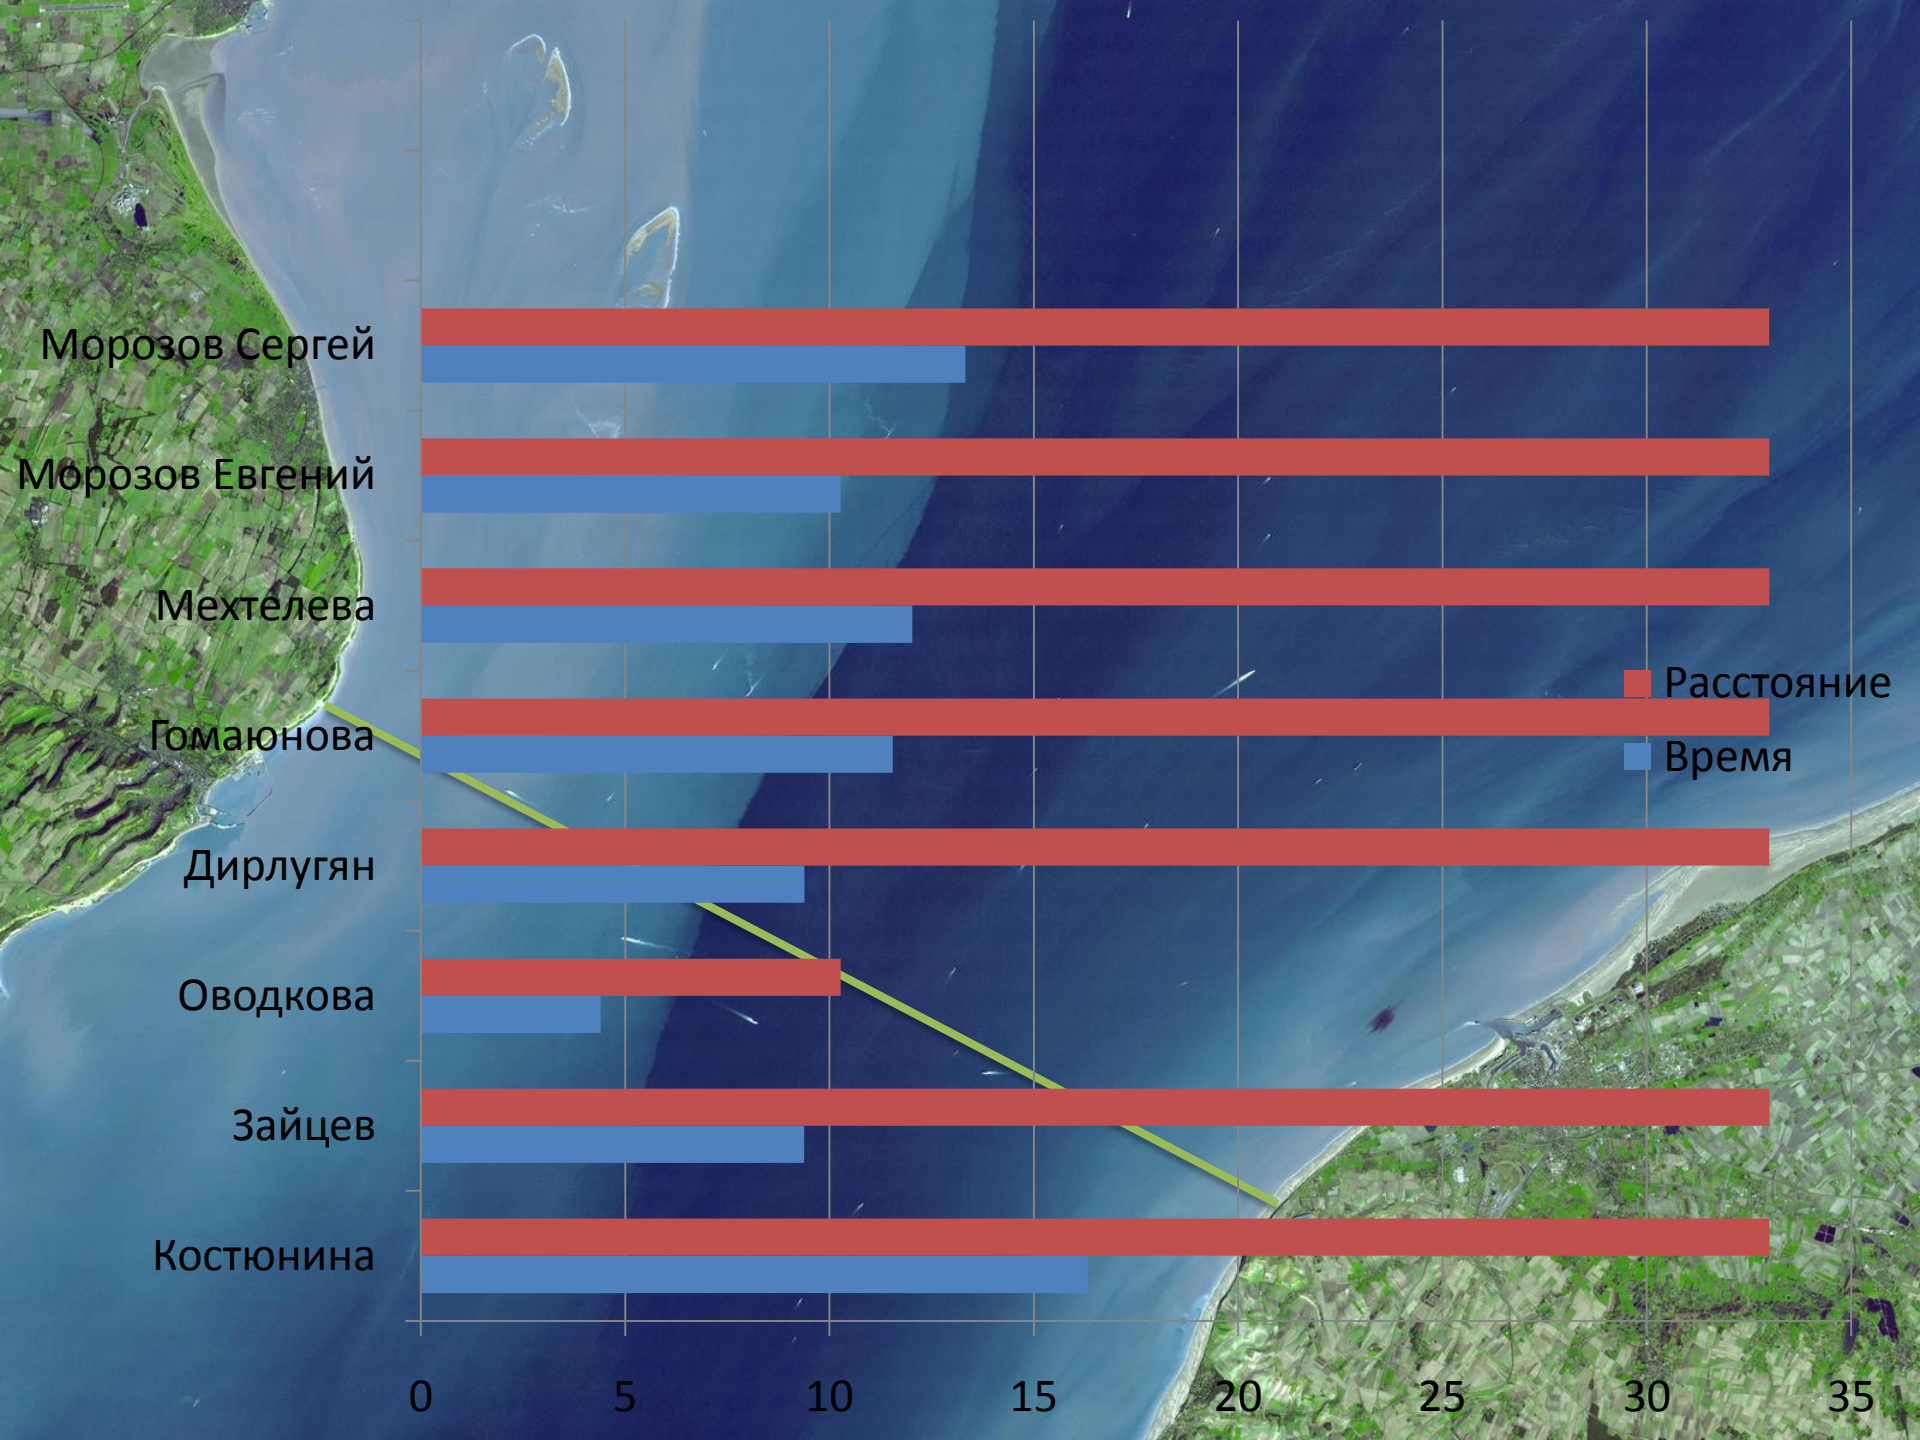 Морозов Сергей
Морозов Евгений
Мехтелева
Расстояние
Гомаюнова
Время
Дирлугян
Оводкова
Зайцев
Костюнина
0 5 10 15 20 25 30 35